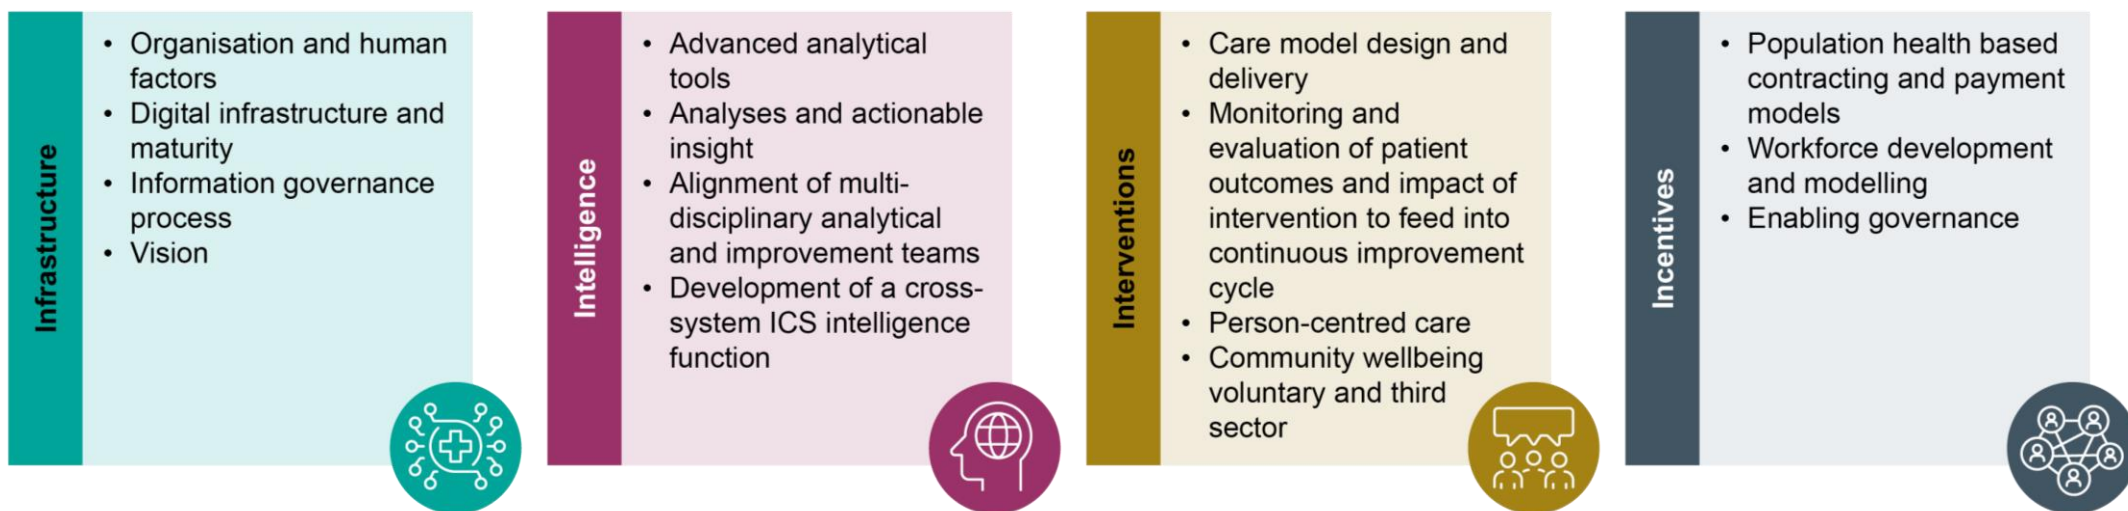 Infrastructure
• Organisation and human
factors
• Digital infrastructure and
maturity
• Information governance
process
• Vision
Intelligence
• Advanced analytical
tools
• Analyses and actionable
insight
• Alignment of multi-
disciplinary analytical
and improvement teams
• Development of a cross-
system ICS intelligence
function
Interventions
• Care model design and
delivery
• Monitoring and
evaluation of patient
outcomes and impact of
intervention to feed into
continuous improvement
cycle
• Person-centred care
• Community wellbeing
voluntary and third
sector
Incentives
• Population health based
contracting and payment
models
• Workforce development
and modelling
• Enabling governance